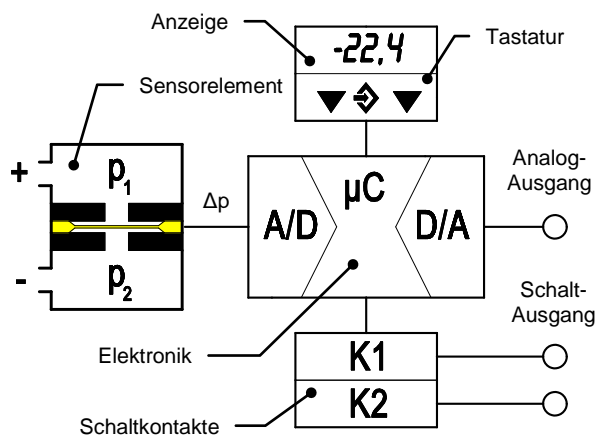 Anzeige
-22,4
Tastatur
Sensorelement
+
p1
Δp
A/D
µC
D/A
Analog-
Ausgang
-
p2
Schalt-
Ausgang
Elektronik
K1
Schaltkontakte
K2